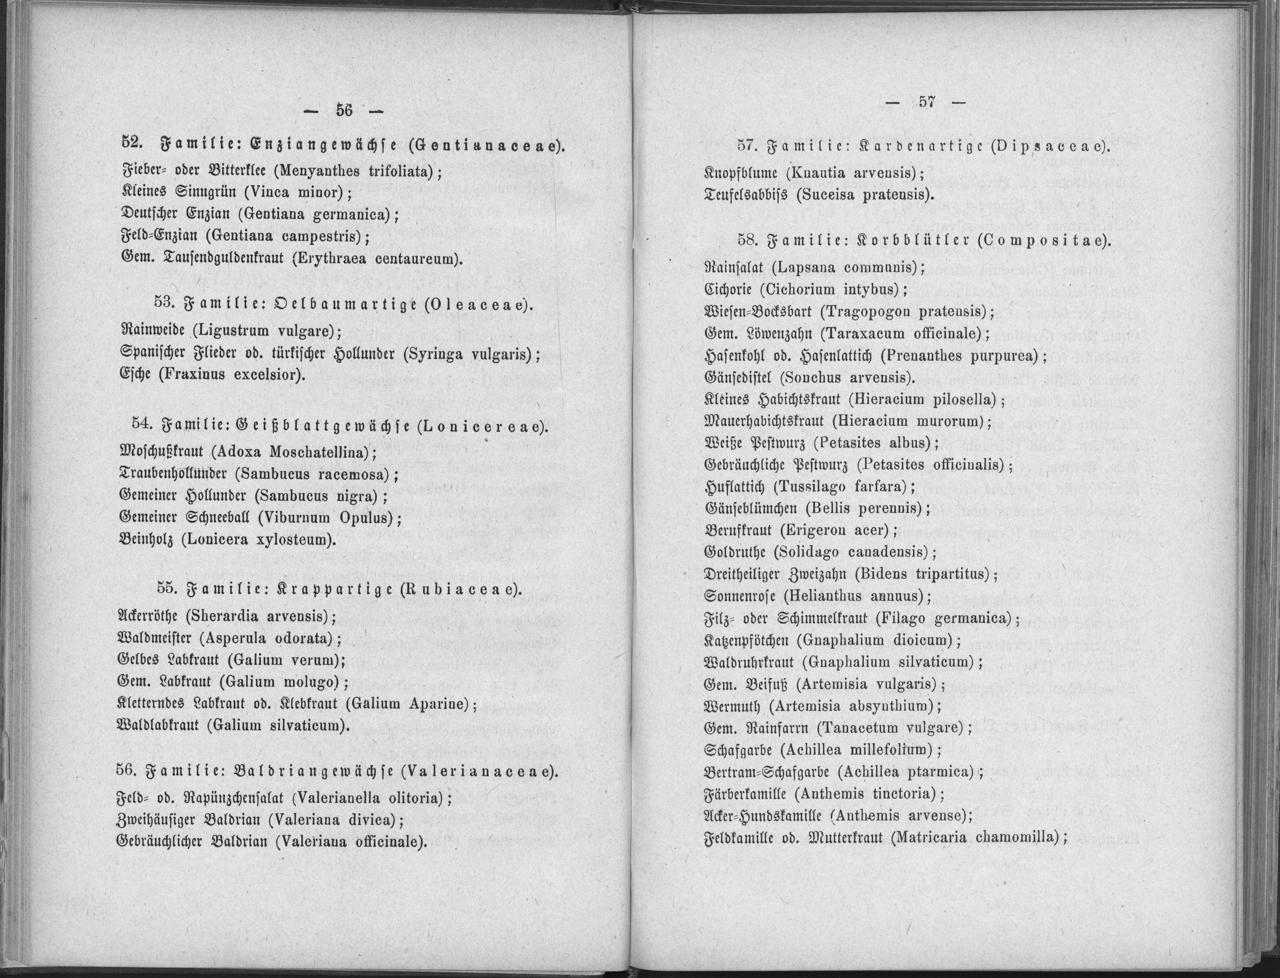 — 56 —
52. Familie: Enziangewächse (Gentianaceae).
Fieber- oder Bitterklee (Menyanthes trifoliata);
Kleines Sinngrün (Vinca minor);
Deutscher Enzian (Gentiana germanica);
Feld-Enzian (Gentiana campestris);
Gem. Tausendguldenkraut (Erythraea centaureum).
53. Familie: Oelbaumartige (Oleaceae).
Rainweide (Ligustrum vulgare);
Spanischer Flieder od. türkischer Hollunder (Syringa vulgaris);
Esche (Fraxinus excelsior).
54. Familie: Geißblattgewächse (Lonicereae).
Moschußkraut (Adoxa Moschatellina);
Traubenhollunder (Sambucus racemosa);
Gemeiner Hollunder (Sambucus nigra);
Gemeiner Schneeball (Viburnum Opulus);
Beinholz (Lonicera xylosteum).
55. Familie: Krappartige (Rubiaceae).
Ackerröthe (Sherardia arvensis);
Waldmeister (Asperula odorata);
Gelbes Labkraut (Galium verum);
Gem. Labkraut (Galium molugo);
Kletterndes Labkraut od. Klebkraut (Galium Aparine);
Waldlabkraut (Galium silvaticum).
56. Familie: Baldriangewächse (Valerianaceae).
Feld- od. Rapünzchensalat (Valerianella olitoria);
Zweihäusiger Baldrian (Valeriana divica);
Gebräuchlicher Baldrian (Valeriana officinale).
— 57 —
57. Familie: Kardenartige (Dipsaceae).
Knopfblume (Knautia arvensis);
Teufelsabbiss (Suceisa pratensis).
58. Familie: Korbblütler (Compositae).
Rainsalat (Lapsana communis);
Cichorie (Cichorium intybus);
Wiesen-Bocksbart (Tragopogon pratensis);
Gem. Löwenzahn (Taraxacum officinale);
Hasenkohl od. Hasenlattich (Prenanthes purpurea);
Gänsedistel (Sonchus arvensis).
Kleines Habichtskraut (Hieracium pilosella);
Mauerhabichtskraut (Hieracium murorum);
Weiße Pestwurz (Petasites albus);
Gebräuchliche Pestwurz (Petasites officinalis);
Huflattich (Tussilago farfara);
Gänseblümchen (Bellis perennis);
Berufkraut (Erigeron acer);
Goldruthe (Solidago canadensis);
Dreitheiliger Zweizahn (Bidens tripartitus);
Sonnenrose (Helianthus annuus);
Filz- oder Schimmelkraut (Filago germanica);
Katzenpfötchen (Gnaphalium dioicum);
Waldruhrkraut (Gnaphalium silvaticum);
Gem. Beifuß (Artemisia vulgaris);
Wermuth (Artemisia absynthium);
Gem. Rainfarrn (Tanacetum vulgare);
Schafgarbe (Achillea millefolium);
Bertram-Schafgarbe (Achillea ptarmica);
Färberkamille (Anthemis tinctoria);
Acker-Hundskamille (Anthemis arvense);
Feldkamille od. Mutterkraut (Matricaria chamomilla);